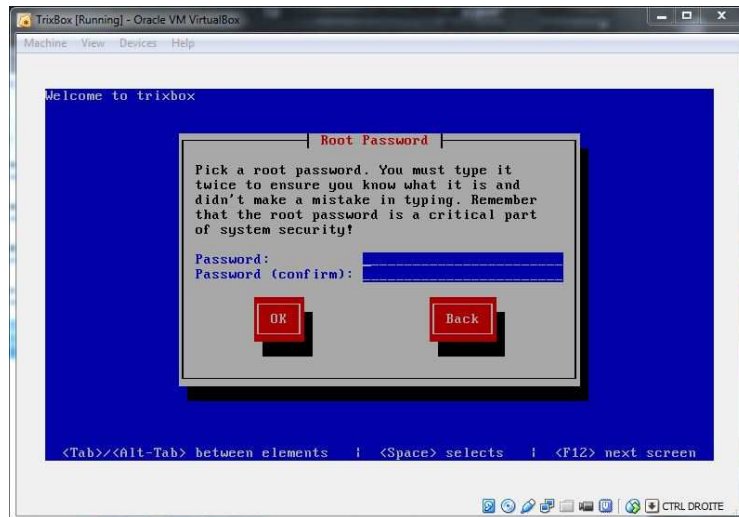 TrixBox [Running] - Oracle VM VirtualBox
Machine View Devices Help
Welcome to trixbox
Root Password
Pick a root password. You must type it
twice to ensure you know what it is and
didn't make a mistake in typing. Remember
that the root password is a critical part
of system security!
Password:
Password (confirm):
OK Back
<Tab>/<Alt-Tab> between elements | <Space> selects | <F12> next screen
CTRL DROITE